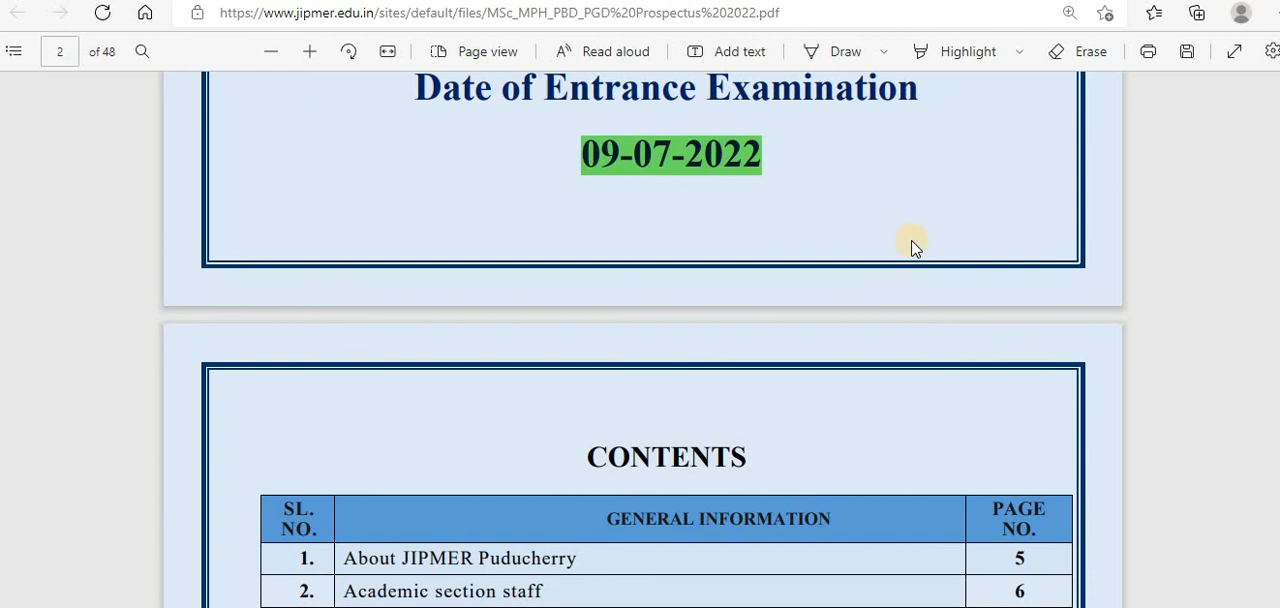 https://www.jipmer.edu.in/sites/default/files/MSc_MPH_PBD_PGD%20Prospectus%202022.pdf
2 of 48 Page view Read aloud Add text Draw Highlight Erase
Date of Entrance Examination
09-07-2022
CONTENTS
SL. NO. GENERAL INFORMATION PAGE NO.
1. About JIPMER Puducherry 5
2. Academic section staff 6